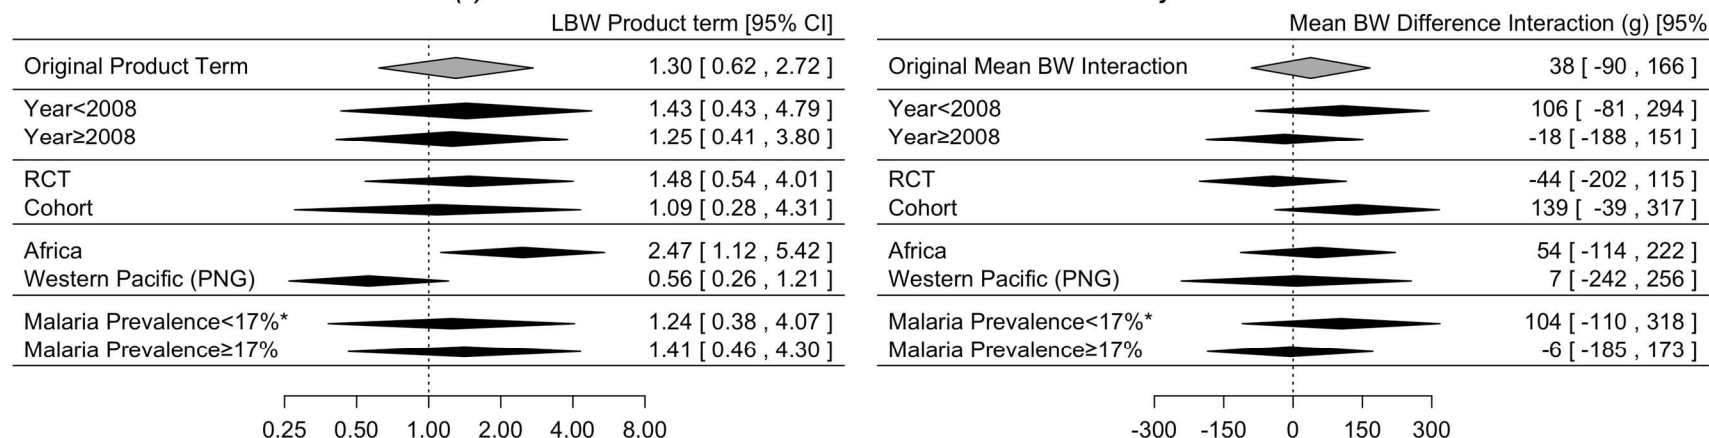 LBW Product term [95% CI]
Original Product Term 1.30 [ 0.62 , 2.72 ]
Year<2008 1.43 [ 0.43 , 4.79 ]
Year≥2008 1.25 [ 0.41 , 3.80 ]
RCT 1.48 [ 0.54 , 4.01 ]
Cohort 1.09 [ 0.28 , 4.31 ]
Africa 2.47 [ 1.12 , 5.42 ]
Western Pacific (PNG) 0.56 [ 0.26 , 1.21 ]
Malaria Prevalence<17%* 1.24 [ 0.38 , 4.07 ]
Malaria Prevalence≥17% 1.41 [ 0.46 , 4.30 ]
0.25 0.50 1.00 2.00 4.00 8.00
Mean BW Difference Interaction (g) [95%
Original Mean BW Interaction 38 [ -90 , 166 ]
Year<2008 106 [ -81 , 294 ]
Year≥2008 -18 [ -188 , 151 ]
RCT -44 [ -202 , 115 ]
Cohort 139 [ -39 , 317 ]
Africa 54 [ -114 , 222 ]
Western Pacific (PNG) 7 [ -242 , 256 ]
Malaria Prevalence<17%* 104 [ -110 , 318 ]
Malaria Prevalence≥17% -6 [ -185 , 173 ]
-300 -150 0 150 300